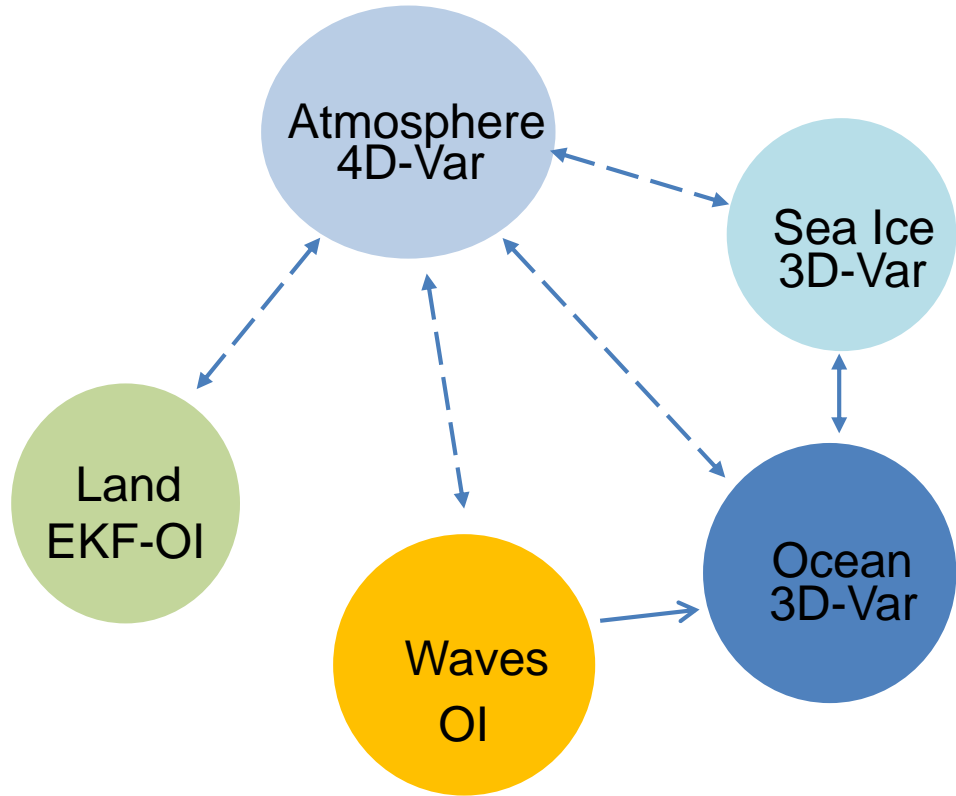 Atmosphere
4D-Var
Sea Ice
3D-Var
Land
EKF-OI
Ocean
3D-Var
Waves
OI